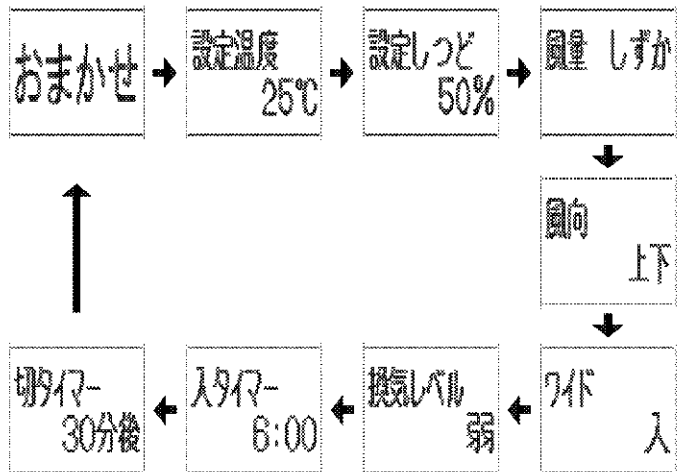 おまかせ
設定温度
25℃
設定しつど
50%
風量 しずか
風向
上下
ワイド
入
換気レベル
弱
入タイマー
6:00
切タイマー
30分後